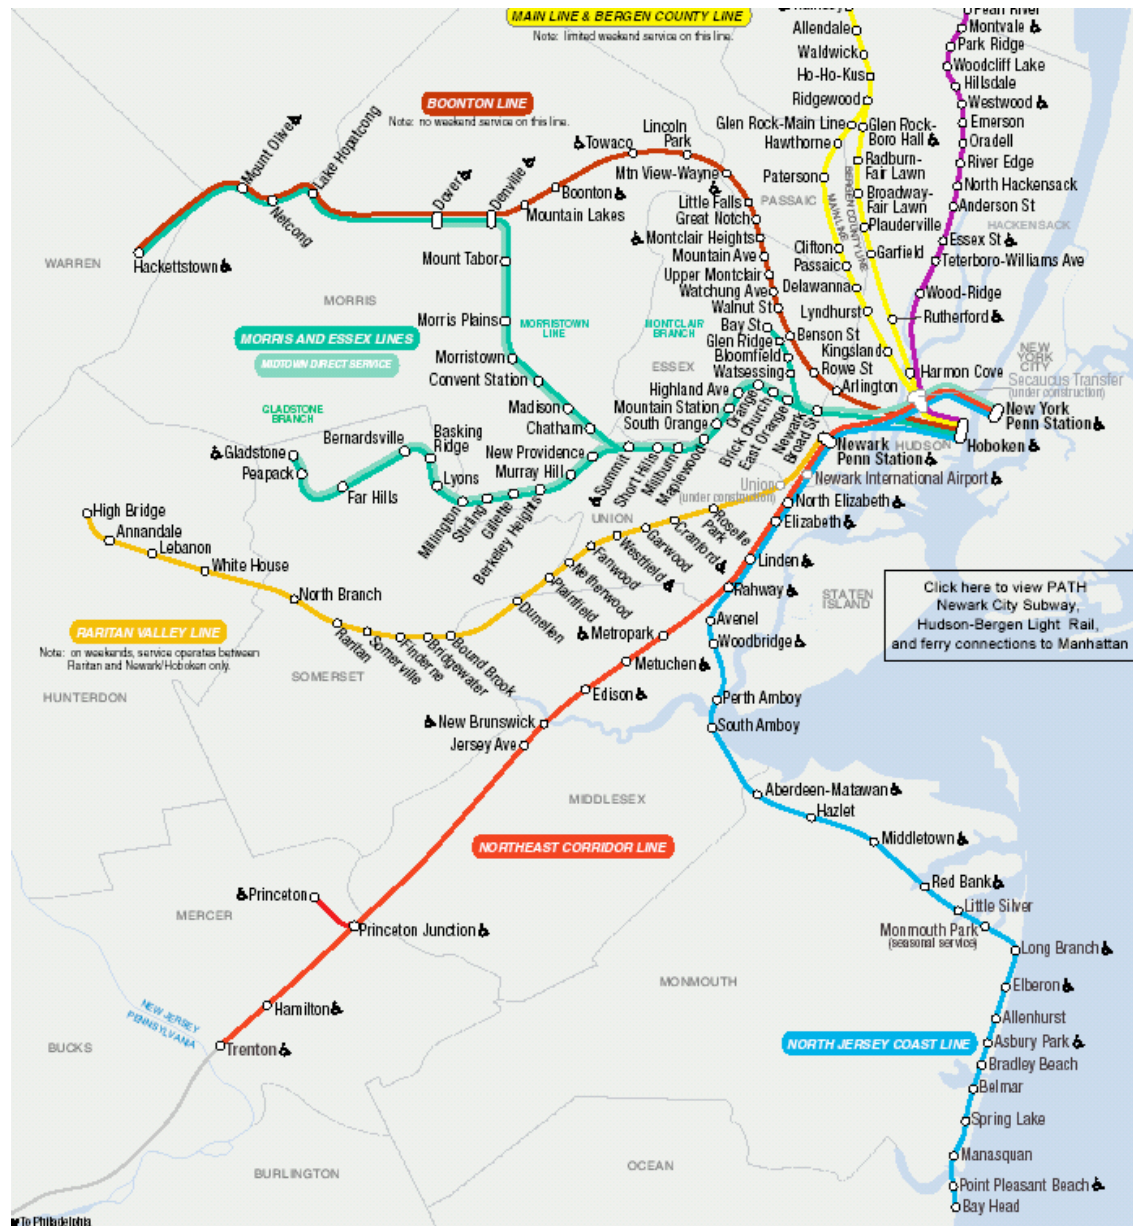 MAIN LINE & BERGEN COUNTY LINE
Note: limited weekend service on this line.
Allendale
Waldwick
Ho-Ho-Kus
Ridgewood
Glen Rock-Main Line
Hawthorne
Glen Rock-
Boro Hall
Radburn-
Fair Lawn
Broadway-
Fair Lawn
Paterson
Plauderville
Garfield
Clifton
Passaic
Delawanna
Lyndhurst
Kingsland
Rutherford
Harmon Cove
MAIN LINE
BERGEN COUNTY LINE
Pearl River
Montvale
Park Ridge
Woodcliff Lake
Hillsdale
Westwood
Emerson
Oradell
River Edge
North Hackensack
Anderson St
HACKENSACK
Essex St
Teterboro-Williams Ave
Wood-Ridge
BOONTON LINE
Note: no weekend service on this line.
Mount Olive
Netcong
Lake Hopatcong
Dover
Denville
Hackettstown
Mountain Lakes
Boonton
Towaco
Lincoln
Park
Mtn View-Wayne
Little Falls
Great Notch
Montclair Heights
Mountain Ave
Upper Montclair
Watchung Ave
Walnut St
Bay St
Glen Ridge
Bloomfield
Watsessing
Benson St
Rowe St
Arlington
PASSAIC
WARREN
MORRIS
ESSEX
MORRIS AND ESSEX LINES
MIDTOWN DIRECT SERVICE
MORRISTOWN
LINE
MONTCLAIR
BRANCH
GLADSTONE
BRANCH
Mount Tabor
Morris Plains
Morristown
Convent Station
Madison
Chatham
New Providence
Murray Hill
Highland Ave
Mountain Station
South Orange
Orange
Brick Church
East Orange
Newark
Broad St
Summit
Short Hills
Millburn
Maplewood
Gladstone
Peapack
Far Hills
Bernardsville
Basking
Ridge
Lyons
Millington
Stirling
Gillette
Berkeley Heights
NEW
YORK
CITY
Secaucus Transfer
(under construction)
New York
Penn Station
Hoboken
HUDSON
Newark
Penn Station
Newark International Airport
Union
(under construction)
UNION
North Elizabeth
Elizabeth
Linden
Rahway
High Bridge
Annandale
Lebanon
White House
North Branch
Raritan
Somerville
Finderne
Bridgewater
Bound Brook
Dunellen
Plainfield
Netherwood
Fanwood
Westfield
Garwood
Cranford
Roselle
Park
RARITAN VALLEY LINE
Note: on weekends, service operates between
Raritan and Newark/Hoboken only.
HUNTERDON
SOMERSET
STATEN
ISLAND
Click here to view PATH
Newark City Subway,
Hudson-Bergen Light Rail,
and ferry connections to Manhattan
Metropark
Metuchen
Edison
New Brunswick
Jersey Ave
Avenel
Woodbridge
Perth Amboy
South Amboy
Aberdeen-Matawan
Hazlet
Middletown
Red Bank
Little Silver
Monmouth Park
(seasonal service)
Long Branch
Elberon
Allenhurst
Asbury Park
Bradley Beach
Belmar
Spring Lake
Manasquan
Point Pleasant Beach
Bay Head
MIDDLESEX
NORTHEAST CORRIDOR LINE
MERCER
Princeton
Princeton Junction
Hamilton
Trenton
NEW JERSEY
PENNSYLVANIA
BUCKS
MONMOUTH
NORTH JERSEY COAST LINE
BURLINGTON
OCEAN
To Philadelphia